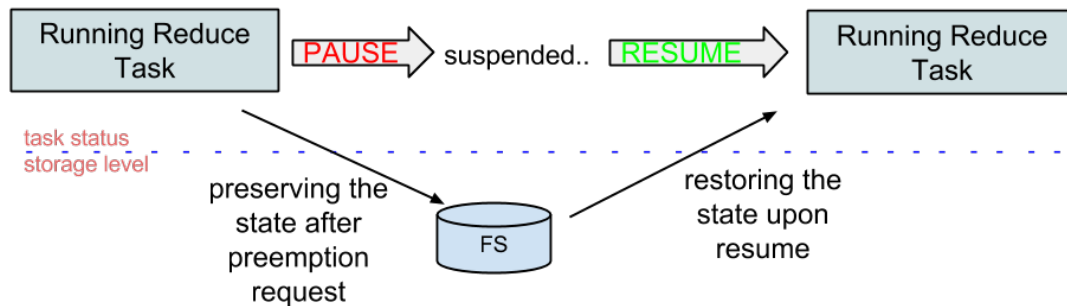 Running Reduce
Task
PAUSE
suspended..
RESUME
Running Reduce
Task
task status
storage level
preserving the
state after
preemption
request
FS
restoring the
state upon
resume